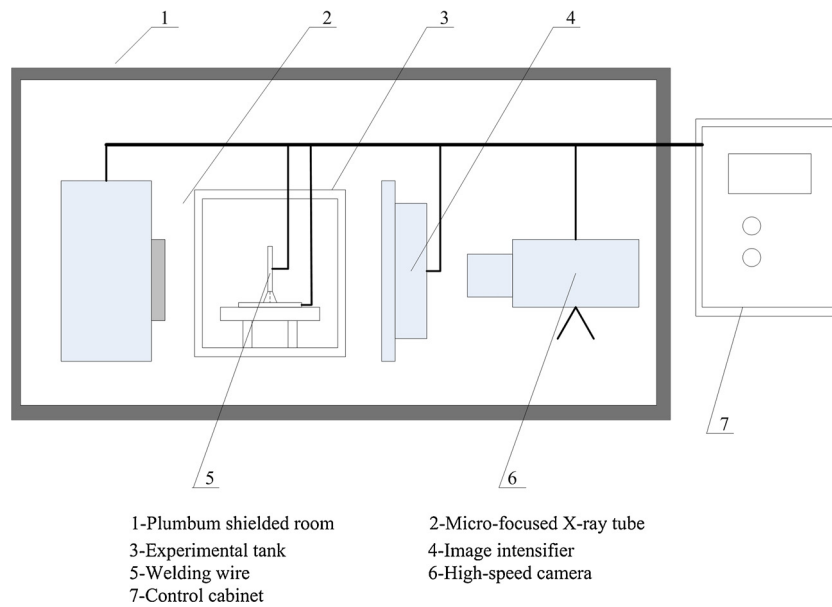 1
2
3
4
5
6
7
1-Plumbum shielded room
2-Micro-focused X-ray tube
3-Experimental tank
4-Image intensifier
5-Welding wire
6-High-speed camera
7-Control cabinet